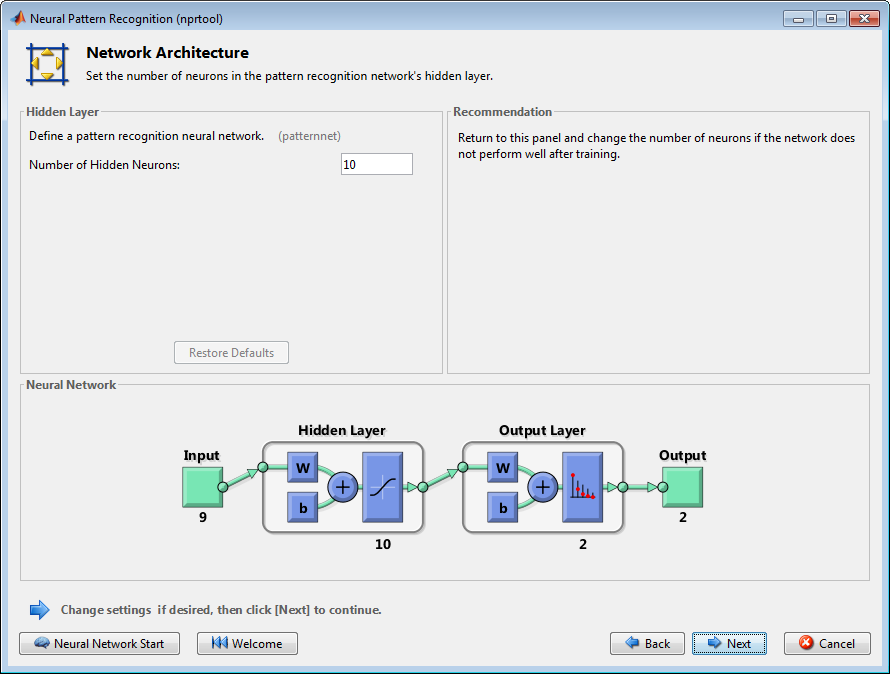 Neural Pattern Recognition (nprtool)
Network Architecture
Set the number of neurons in the pattern recognition network's hidden layer.
Hidden Layer
Define a pattern recognition neural network. (patternnet)
Number of Hidden Neurons: 10
Restore Defaults
Recommendation
Return to this panel and change the number of neurons if the network does
not perform well after training.
Neural Network
Hidden Layer
Output Layer
Input
Output
W
W
b
b
9
2
10
2
Change settings if desired, then click [Next] to continue.
Neural Network Start
Welcome
Back
Next
Cancel